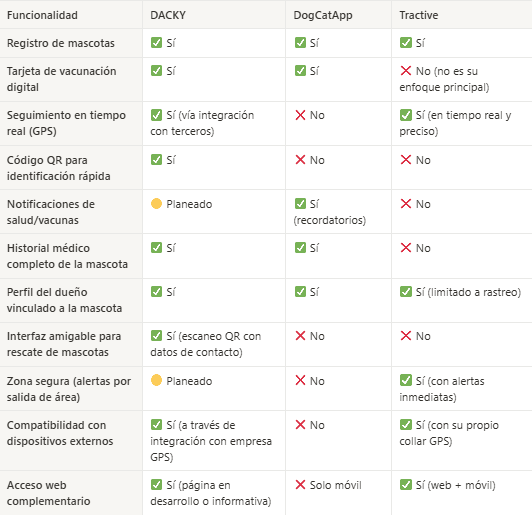 Funcionalidad DACKY DogCatApp Tractive
Registro de mascotas ✅ Sí ✅ Sí ✅ Sí
Tarjeta de vacunación ✅ Sí ✅ Sí ❌ No (no es su
digital enfoque principal)
Seguimiento en tiempo ✅ Sí (vía integración ❌ No ✅ Sí (en tiempo real y
real (GPS) con terceros) preciso)
Código QR para ✅ Sí ❌ No ❌ No
identificación rápida
Notificaciones de 🟡 Planeado ✅ Sí ❌ No
salud/vacunas (recordatorios)
Historial médico ✅ Sí ✅ Sí ❌ No
completo de la mascota
Perfil del dueño ✅ Sí ✅ Sí ✅ Sí (limitado a rastreo)
vinculado a la mascota
Interfaz amigable para ✅ Sí (escaneo QR con ❌ No ❌ No
rescate de mascotas datos de contacto)
Zona segura (alertas por 🟡 Planeado ❌ No ✅ Sí (con alertas
salida de área) inmediatas)
Compatibilidad con ✅ Sí (a través de ❌ No ✅ Sí (con su propio
dispositivos externos integración con empresa collar GPS)
GPS)
Acceso web ✅ Sí (página en ❌ Solo móvil ✅ Sí (web + móvil)
complementario desarrollo o informativa)